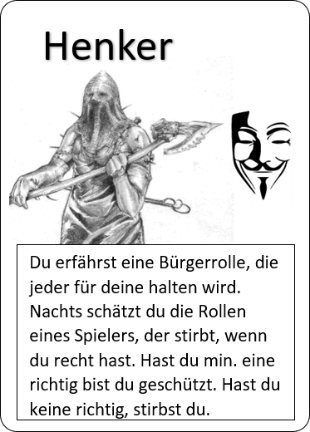 Henker
Du erfährst eine Bürgerrolle, die
jeder für deine halten wird.
Nachts schätzt du die Rollen
eines Spielers, der stirbt, wenn
du recht hast. Hast du min. eine
richtig bist du geschützt. Hast du
keine richtig, stirbst du.